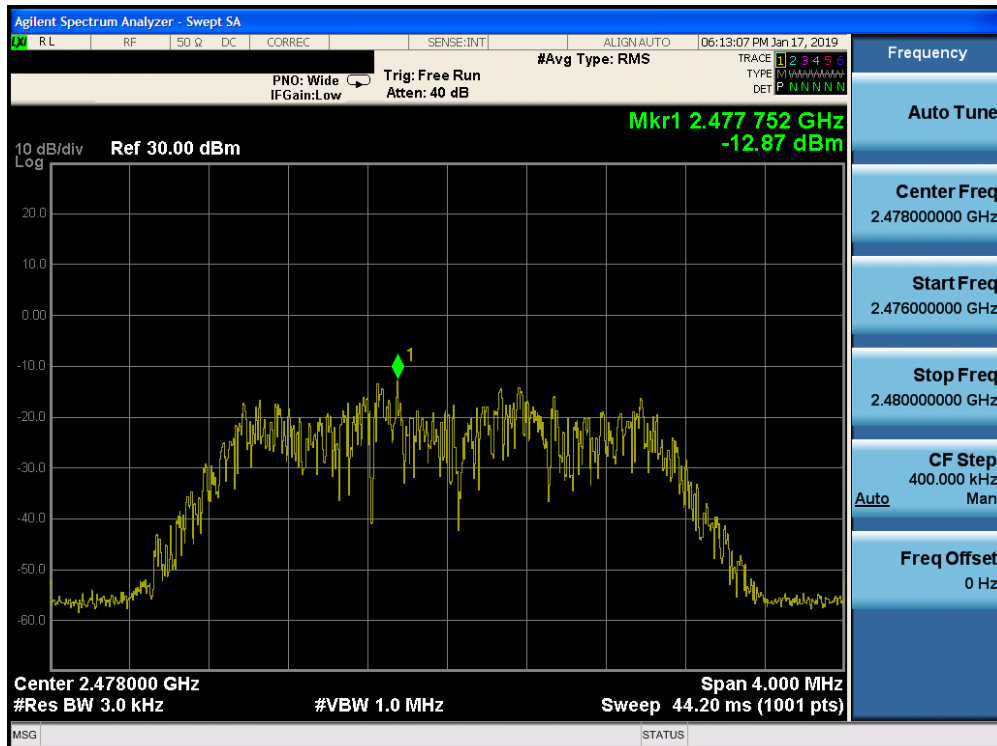 Agilent Spectrum Analyzer - Swept SA
LXI RL RF 50 Ω DC CORREC SENSE:INT ALIGN AUTO 06:13:07 PM Jan 17, 2019
#Avg Type: RMS TRACE 1 2 3 4 5 6
PNO: Wide Trig: Free Run TYPE M WWWWW
IFGain:Low Atten: 40 dB DET P N N N N N
Mkr1 2.477 752 GHz
-12.87 dBm
10 dB/div Ref 30.00 dBm
Log
20.0
10.0
0.00
1
-10.0
-20.0
-30.0
-40.0
-50.0
-60.0
Center 2.478000 GHz Span 4.000 MHz
#Res BW 3.0 kHz #VBW 1.0 MHz Sweep 44.20 ms (1001 pts)
MSG STATUS
Frequency
Auto Tune
Center Freq
2.478000000 GHz
Start Freq
2.476000000 GHz
Stop Freq
2.480000000 GHz
CF Step
400.000 kHz
Auto Man
Freq Offset
0 Hz